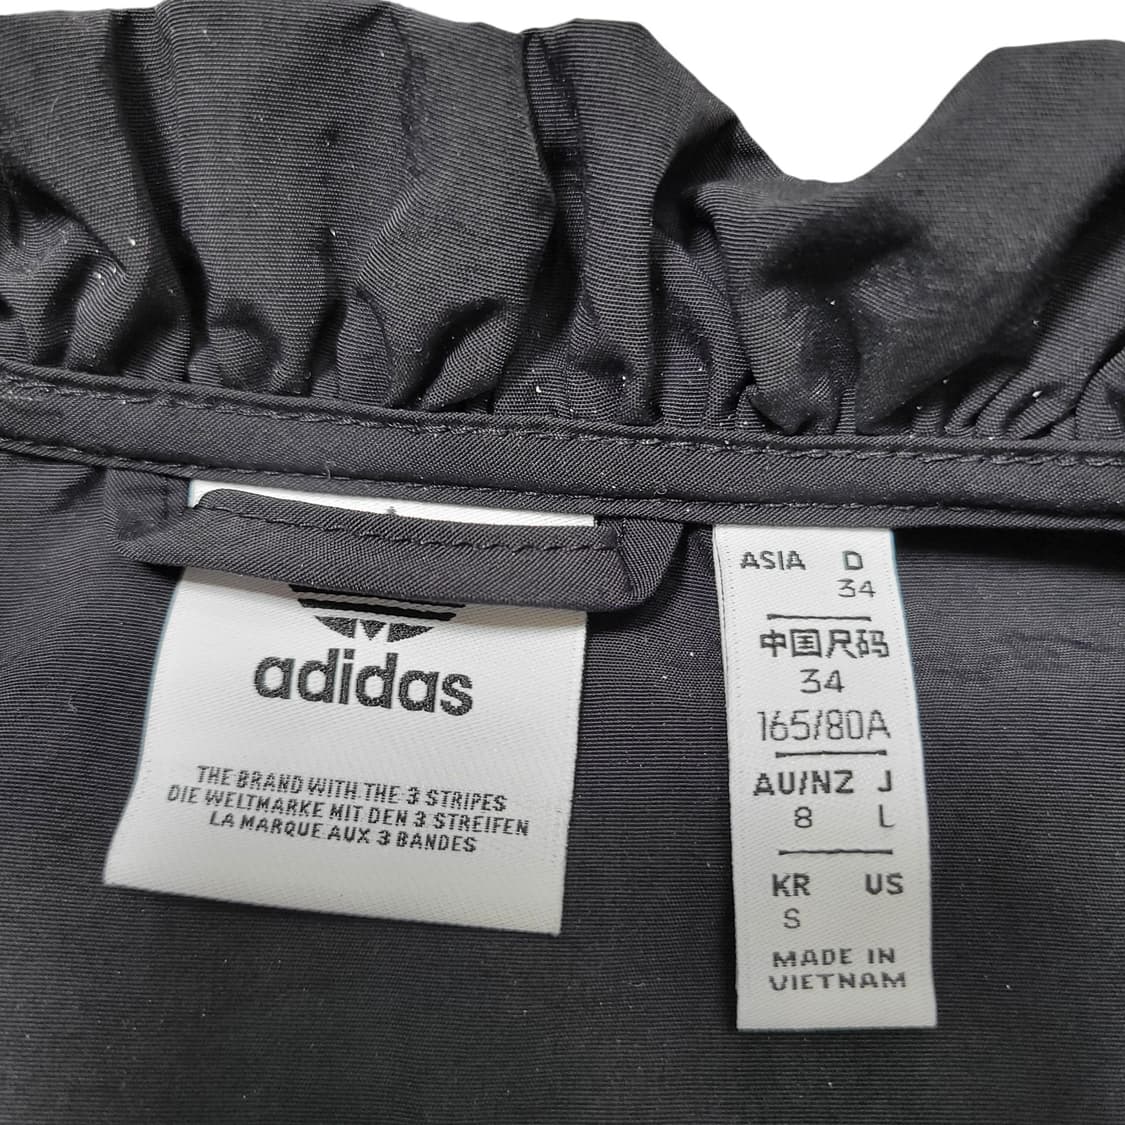 adidas
THE BRAND WITH THE 3 STRIPES
DIE WELTMARKE MIT DEN 3 STREIFEN
LA MARQUE AUX 3 BANDES
ASIA D
34
中国尺码
34
165/80A
AU/NZ J
8 L
KR US
S
MADE IN
VIETNAM